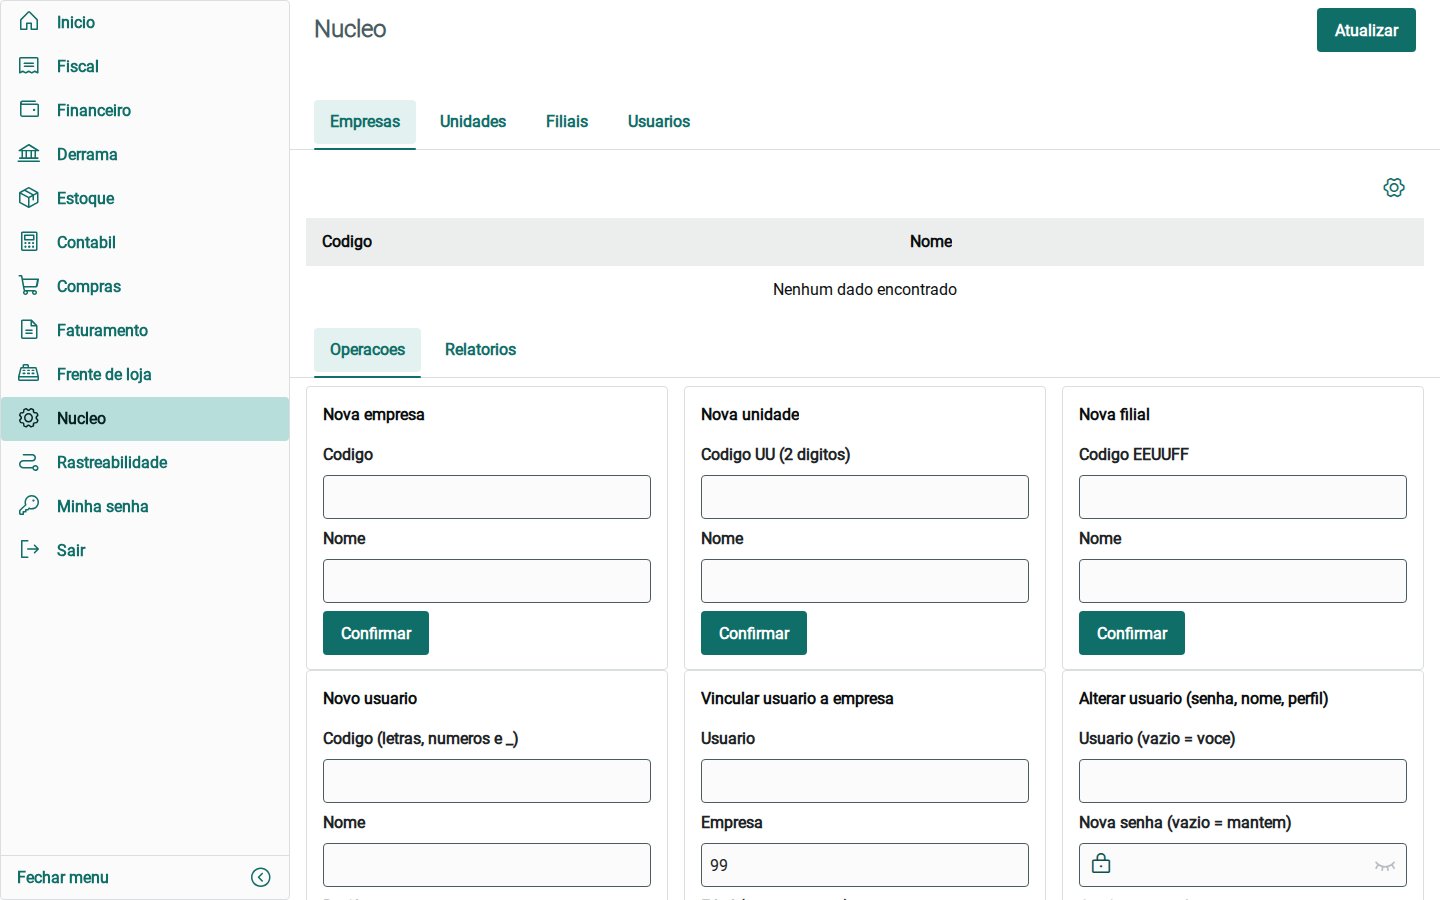 Inicio
Fiscal
Financeiro
Derrama
Estoque
Contabil
Compras
Faturamento
Frente de loja
Nucleo
Rastreabilidade
Minha senha
Sair
Fechar menu
Nucleo
Atualizar
Empresas Unidades Filiais Usuarios
Codigo Nome
Nenhum dado encontrado
Operacoes Relatorios
Nova empresa
Codigo
Nome
Confirmar
Nova unidade
Codigo UU (2 digitos)
Nome
Confirmar
Nova filial
Codigo EEUUFF
Nome
Confirmar
Novo usuario
Codigo (letras, numeros e _)
Nome
Vincular usuario a empresa
Usuario
Empresa
99
Alterar usuario (senha, nome, perfil)
Usuario (vazio = voce)
Nova senha (vazio = mantem)